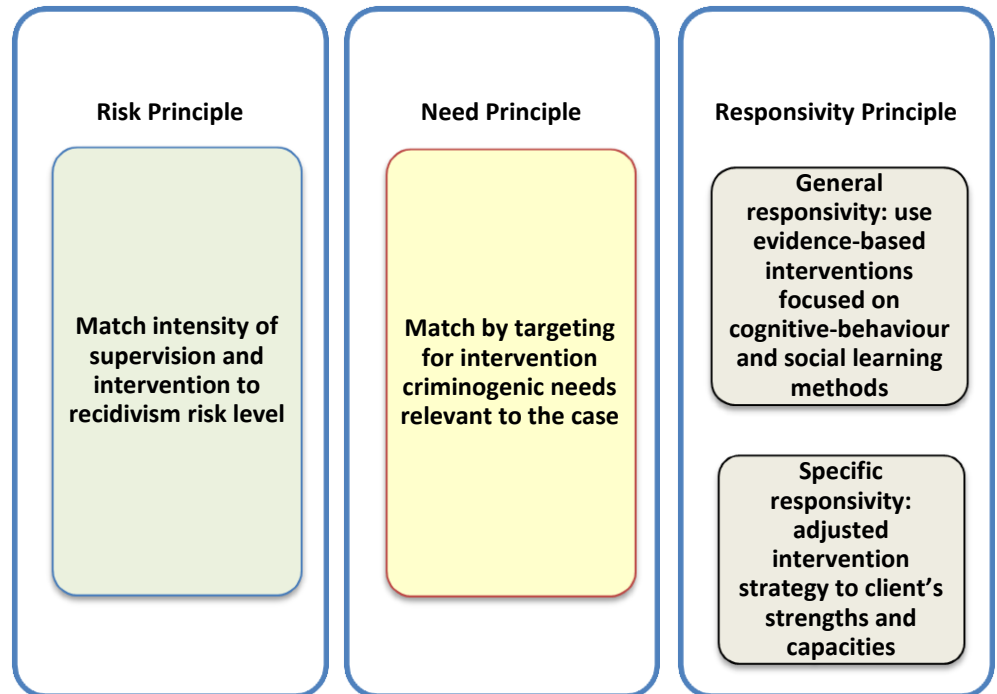 Risk Principle
Match intensity of
supervision and
intervention to
recidivism risk level
Need Principle
Match by targeting
for intervention
criminogenic needs
relevant to the case
Responsivity Principle
General
responsivity: use
evidence-based
interventions
focused on
cognitive-behaviour
and social learning
methods
Specific
responsivity:
adjusted
intervention
strategy to client’s
strengths and
capacities